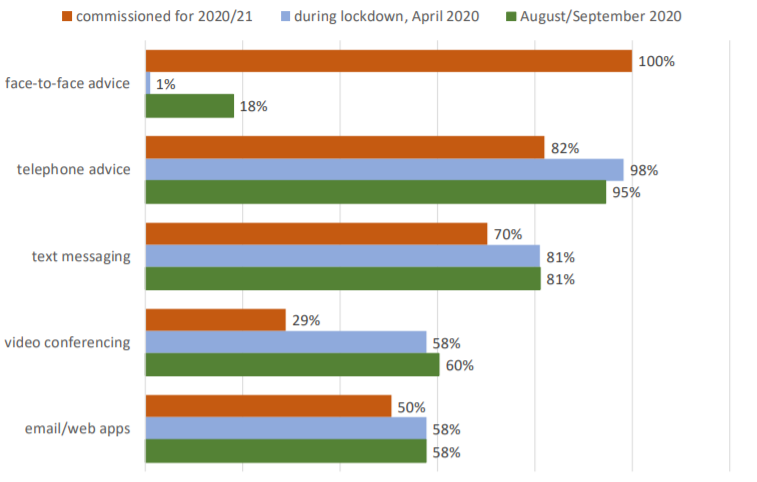 commissioned for 2020/21 during lockdown, April 2020 August/September 2020
100%
face-to-face advice 1%
18%
82%
telephone advice 98%
95%
70%
text messaging 81%
81%
29%
video conferencing 58%
60%
50%
email/web apps 58%
58%